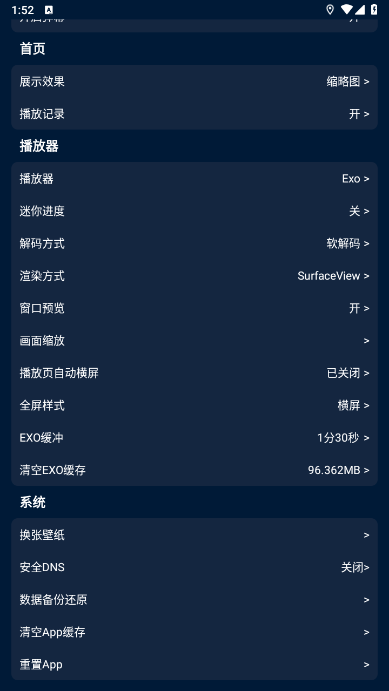 1:52
首页
展示效果 缩略图 >
播放记录 开 >
播放器
播放器 Exo >
迷你进度 关 >
解码方式 软解码 >
渲染方式 SurfaceView >
窗口预览 开 >
画面缩放 >
播放页自动横屏 已关闭 >
全屏样式 横屏 >
EXO缓冲 1分30秒 >
清空EXO缓存 96.362MB >
系统
换张壁纸 >
安全DNS 关闭>
数据备份还原 >
清空App缓存 >
重置App >